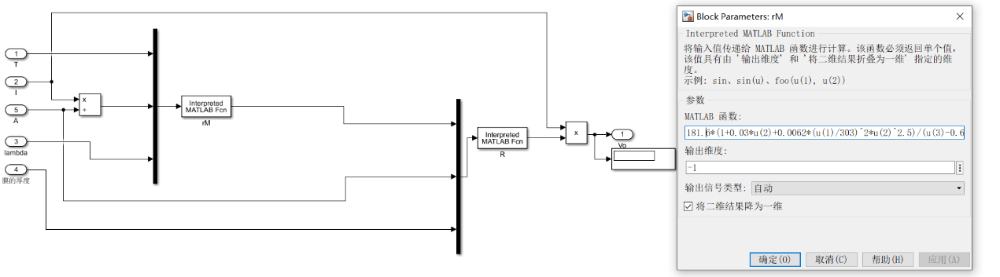 1
T
2
I
5
A
3
lambda
4
膜的厚度
x
÷
Interpreted
MATLAB Fcn
rM
Interpreted
MATLAB Fcn
R
x
1
Vo
Block Parameters: rM
Interpreted MATLAB Function
将输入值传递给 MATLAB 函数进行计算。该函数必须返回单个值，
该值具有由 '输出维度' 和 '将二维结果折叠为一维' 指定的维
度。
示例: sin、sin(u)、foo(u(1), u(2))
参数
MATLAB 函数:
181.6*(1+0.03*u(2)+0.0062*(u(1)/303)^2*u(2)^2.5)/(u(3)-0.6
输出维度:
-1
输出信号类型: 自动
将二维结果降为一维
确定(O)
取消(C)
帮助(H)
应用(A)